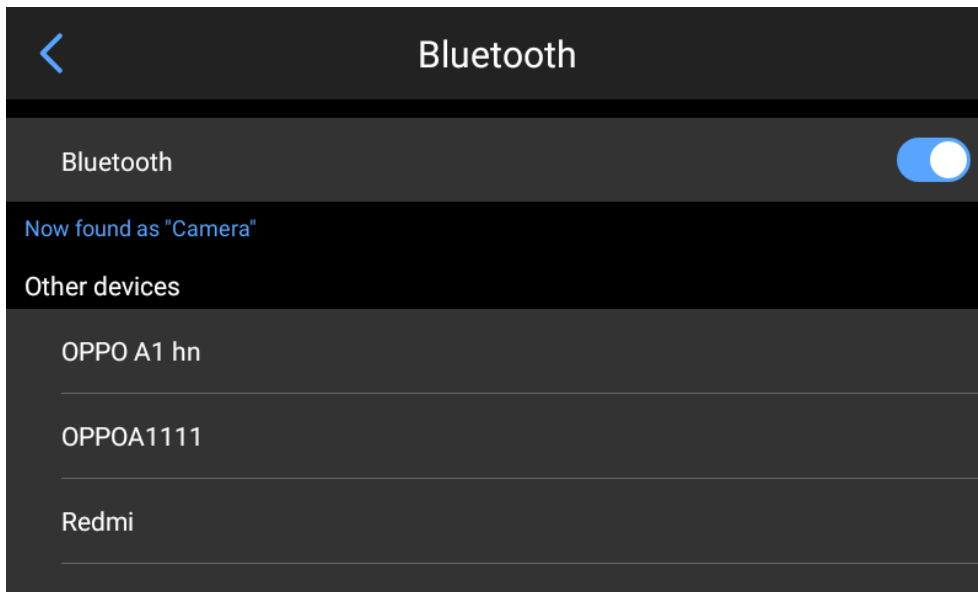 Bluetooth
Bluetooth
Now found as "Camera"
Other devices
OPPO A1 hn
OPPOA1111
Redmi